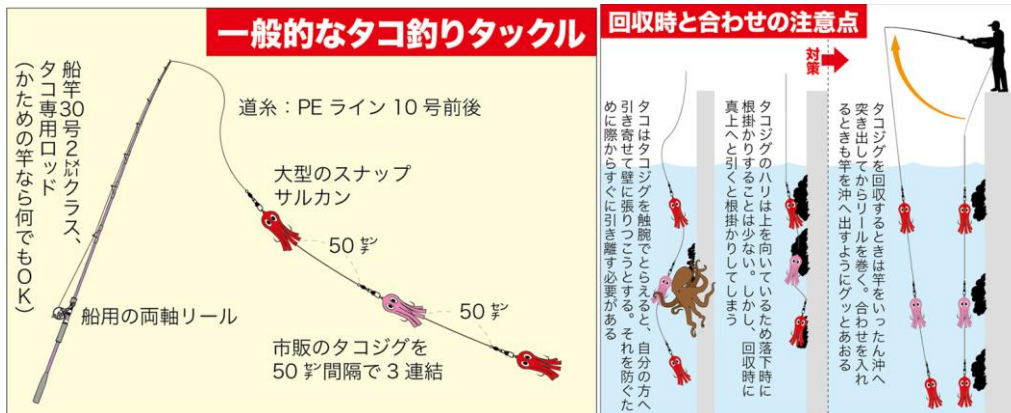 一般的なタコ釣りタックル
船竿30号2㍍クラス、
タコ専用ロッド
(かための竿なら何でもOK)
道糸：PEライン10号前後
大型のスナップ
サルカン
50㌢
50㌢
船用の両軸リール
市販のタコジグを
50㌢間隔で3連結
回収時と合わせの注意点
対策
タコはタコジグを触腕でとらえると、自分の方へ
引き寄せて壁に張りつこうとする。それを防ぐた
めに際からすぐに引き離す必要がある
タコジグのハリは上を向いているため落下時に
根掛かりすることは少ない。しかし、回収時に
真上へと引くと根掛かりしてしまう
タコジグを回収するときは竿をいったん沖へ
突き出してからリールを巻く。合わせを入れ
るときも竿を沖へ出すようにグッとあおる